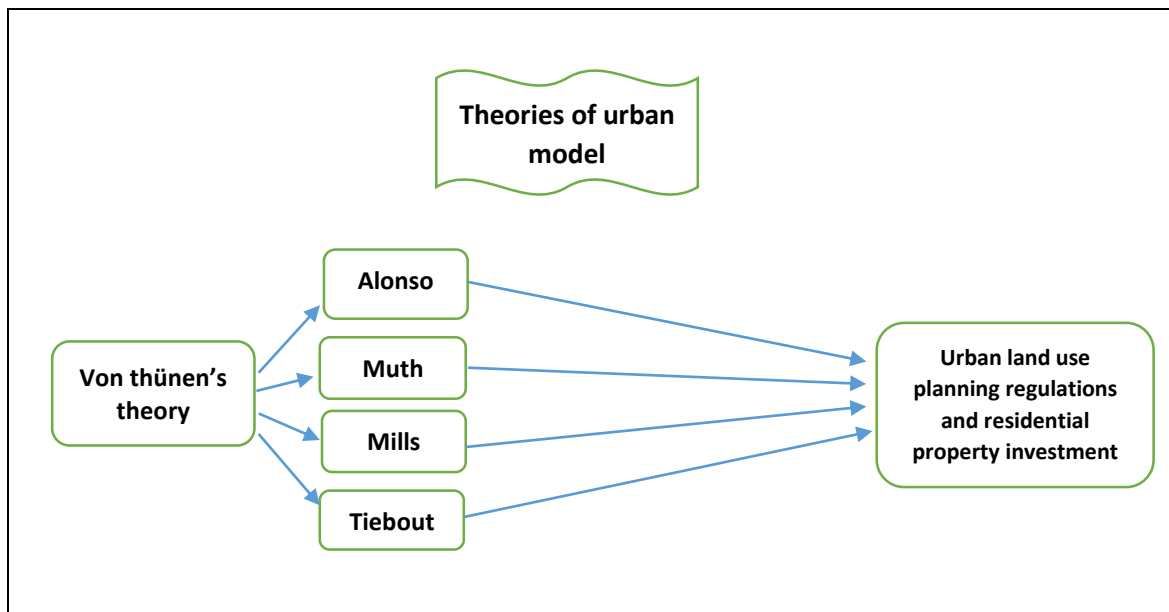 Theories of urban
model
Alonso
Muth
Mills
Tiebout
Von thünen’s
theory
Urban land use
planning regulations
and residential
property investment